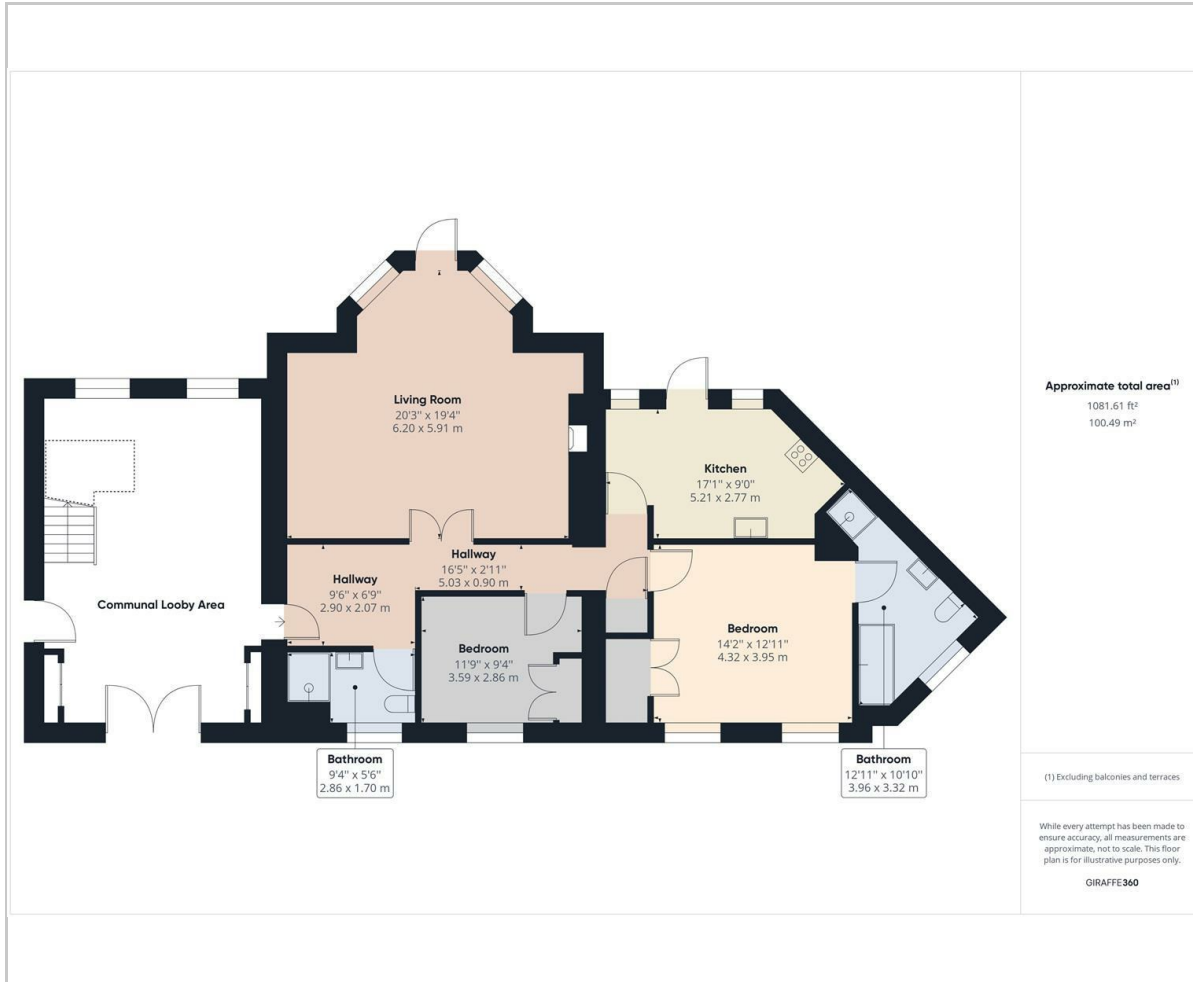 Living Room
20'3" x 19'4"
6.20 x 5.91 m
Kitchen
17'1" x 9'0"
5.21 x 2.77 m
Hallway
16'5" x 2'11"
5.03 x 0.90 m
Hallway
9'6" x 6'9"
2.90 x 2.07 m
Communal Looby Area
Bedroom
11'9" x 9'4"
3.59 x 2.86 m
Bedroom
14'2" x 12'11"
4.32 x 3.95 m
Bathroom
9'4" x 5'6"
2.86 x 1.70 m
Bathroom
12'11" x 10'10"
3.96 x 3.32 m
Approximate total area(1)
1081.61 ft²
100.49 m²
(1) Excluding balconies and terraces
While every attempt has been made to
ensure accuracy, all measurements are
approximate, not to scale. This floor
plan is for illustrative purposes only.
GIRAFFE360